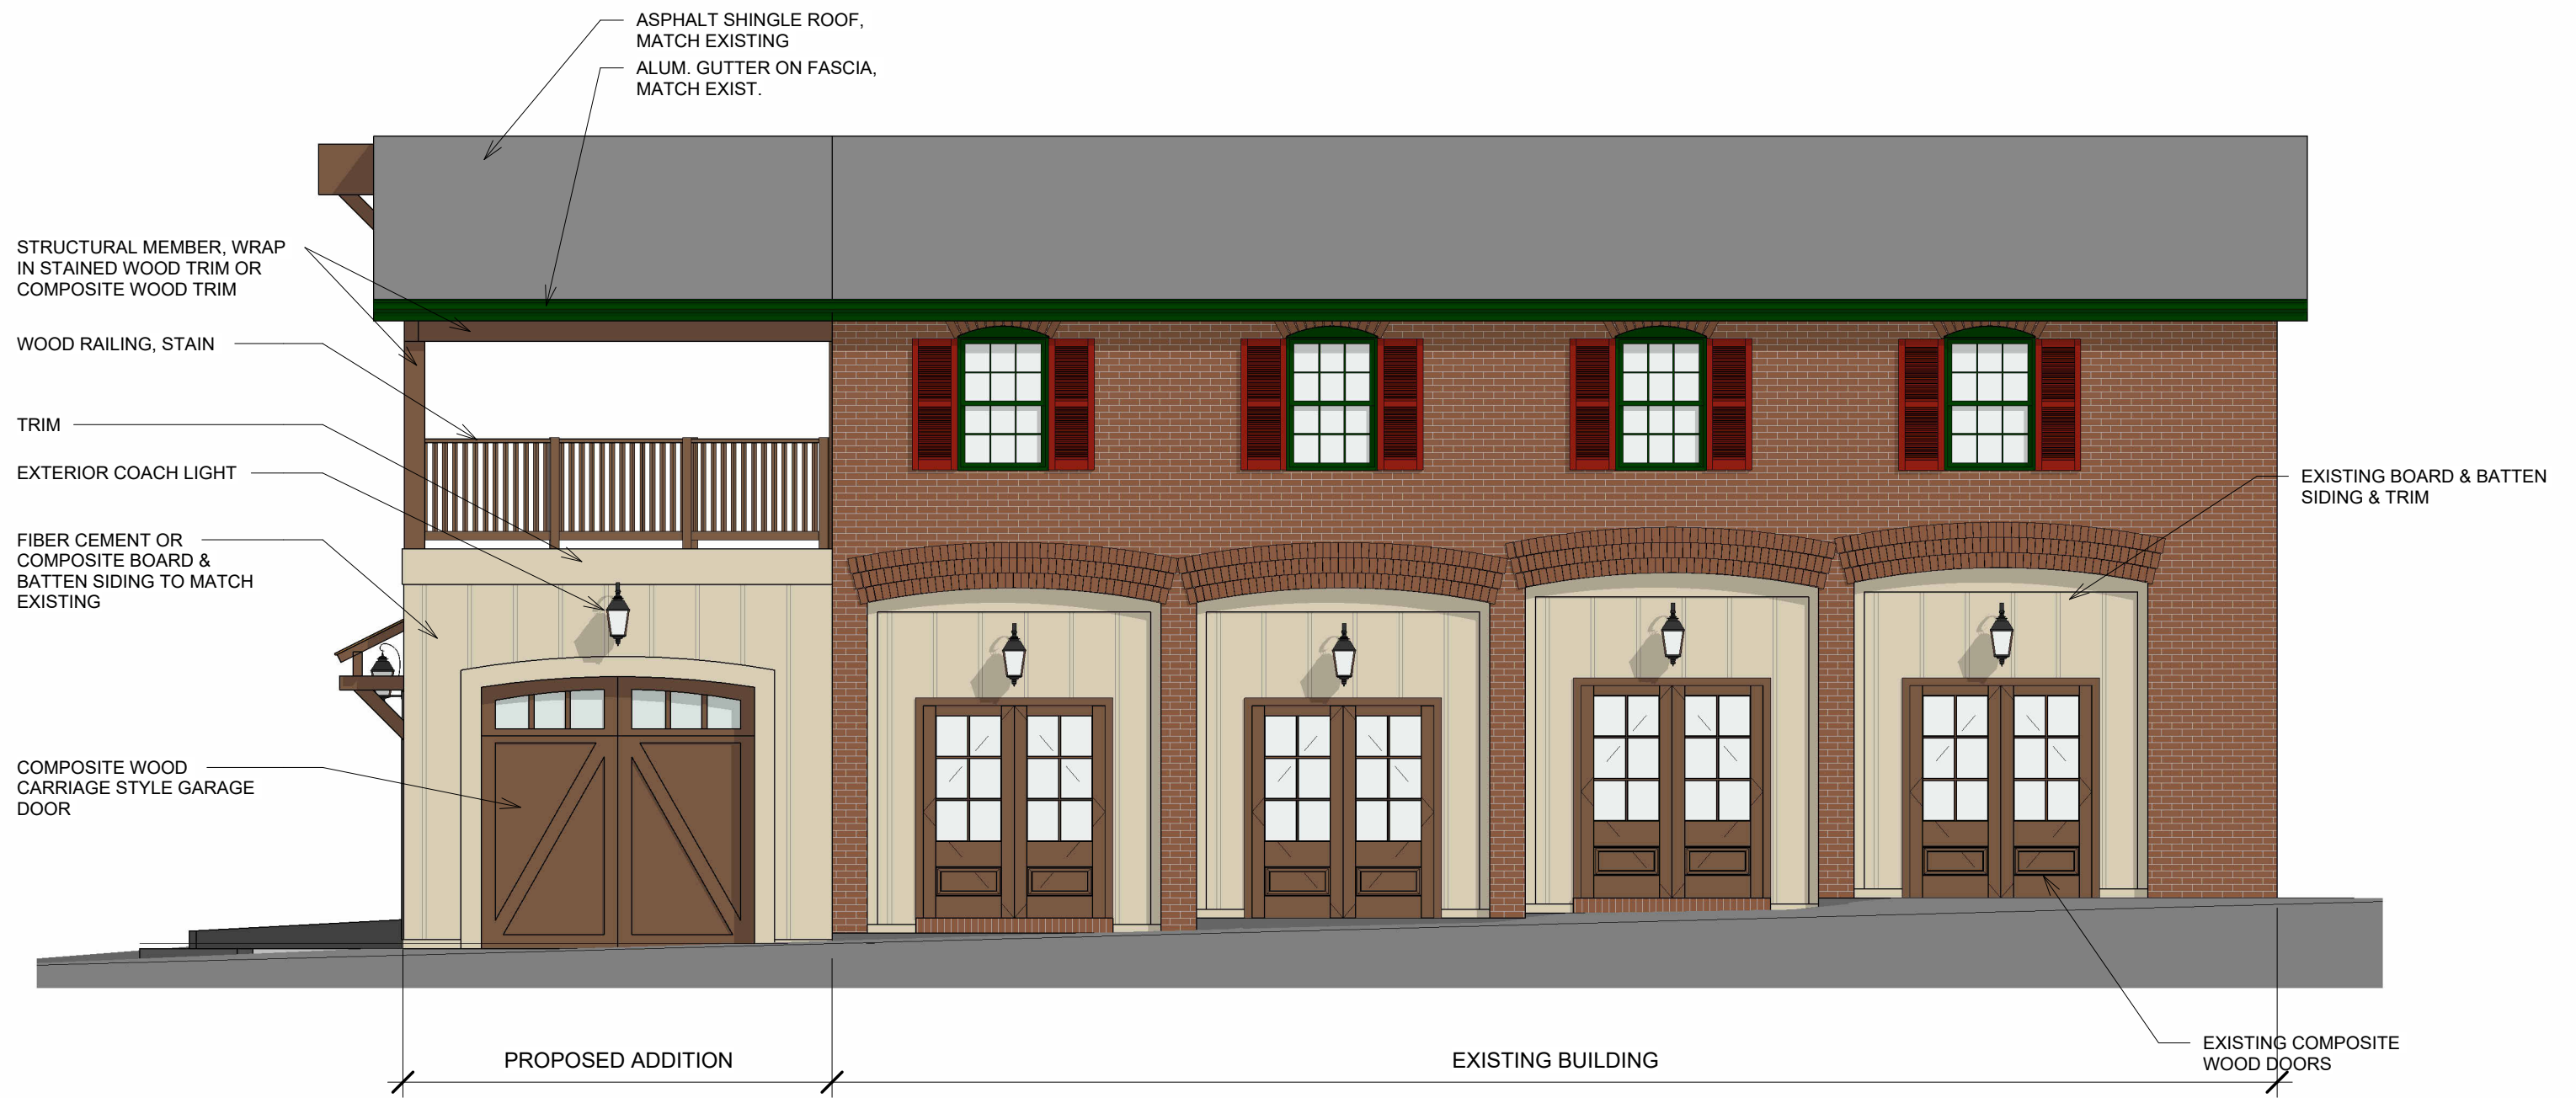 ASPHALT SHINGLE ROOF,
MATCH EXISTING
ALUM. GUTTER ON FASCIA,
MATCH EXIST.
STRUCTURAL MEMBER, WRAP
IN STAINED WOOD TRIM OR
COMPOSITE WOOD TRIM
WOOD RAILING, STAIN
TRIM
EXTERIOR COACH LIGHT
FIBER CEMENT OR
COMPOSITE BOARD &
BATTEN SIDING TO MATCH
EXISTING
COMPOSITE WOOD
CARRIAGE STYLE GARAGE
DOOR
EXISTING BOARD & BATTEN
SIDING & TRIM
EXISTING COMPOSITE
WOOD DOORS
PROPOSED ADDITION
EXISTING BUILDING